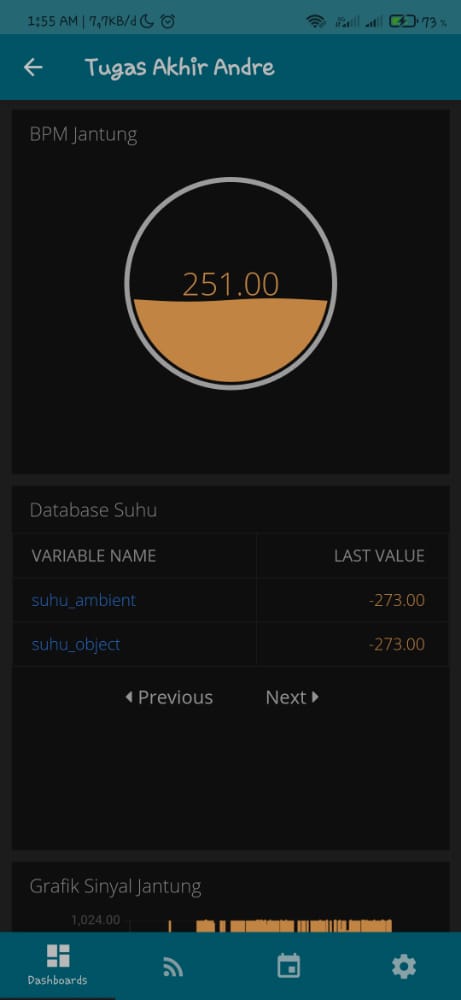 1:55 AM | 7,7KB/d
73 %
Tugas Akhir Andre
BPM Jantung
251.00
Database Suhu
VARIABLE NAME LAST VALUE
suhu_ambient -273.00
suhu_object -273.00
Previous Next
Grafik Sinyal Jantung
1,024.00
Dashboards